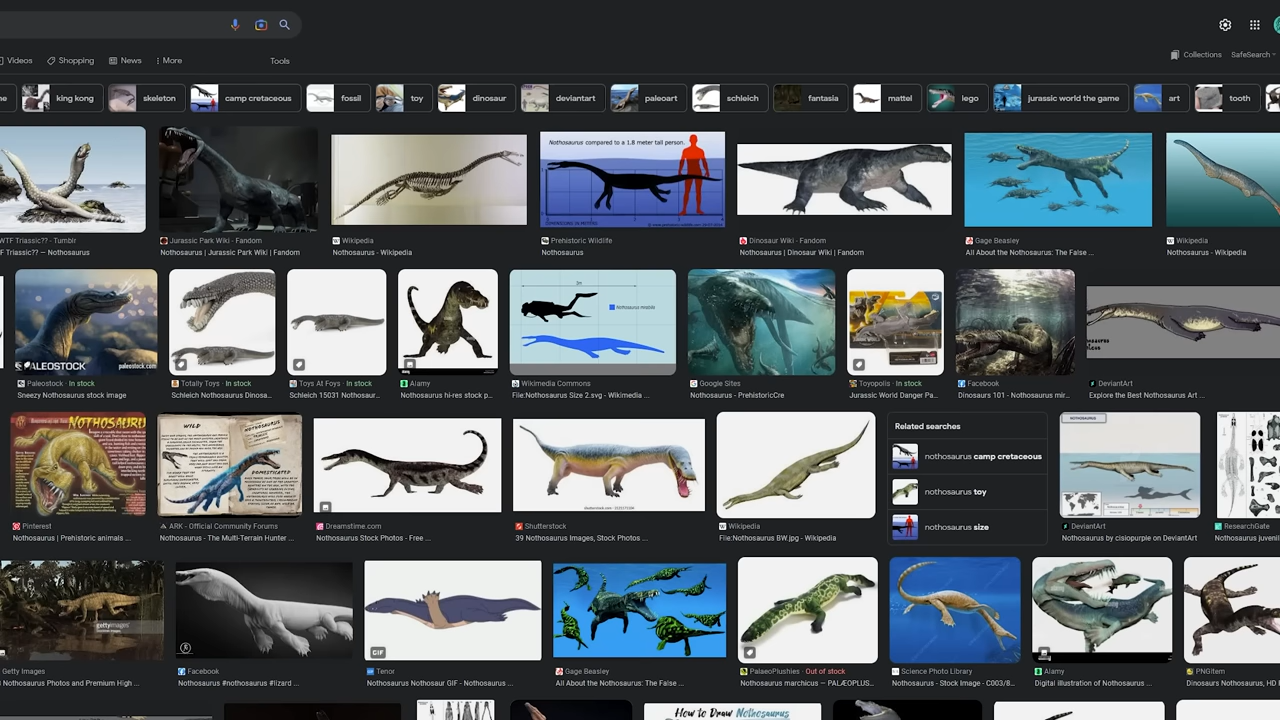 Videos
Shopping
News
More
Tools
Collections
SafeSearch
king kong
skeleton
camp cretaceous
fossil
toy
dinosaur
deviantart
paleoart
schleich
fantasia
mattel
lego
jurassic world the game
art
tooth
Nothosaurus compared to a 1.8 meter tall person.
WTF Triassic?? · Tumblr
F Triassic?? — Nothosaurus
Jurassic Park Wiki · Fandom
Nothosaurus | Jurassic Park Wiki | Fandom
Wikipedia
Nothosaurus - Wikipedia
Prehistoric Wildlife
Nothosaurus
Dinosaur Wiki · Fandom
Nothosaurus | Dinosaur Wiki | Fandom
Gage Beasley
All About the Nothosaurus: The False ...
Wikipedia
Nothosaurus - Wikipedia
PALEOSTOCK
paleostock.com
Paleostock · In stock
Sneezy Nothosaurus stock image
Totally Toys · In stock
Schleich Nothosaurus Dinosa...
Toys At Foys · In stock
Schleich 15031 Nothosaur...
Alamy
Nothosaurus hi-res stock p...
Nothosaurus mirabilis
Wikimedia Commons
File:Nothosaurus Size 2.svg - Wikimedia ...
Google Sites
Nothosaurus - PrehistoricCre
Toyopolis · In stock
Jurassic World Danger Pa...
Facebook
Dinosaurs 101 - Nothosaurus mir...
DeviantArt
Explore the Best Nothosaurus Art ...
NOTHOSAURU
Pinterest
Nothosaurus | Prehistoric animals ...
WILD
NOTHOSAURUS
DOMESTICATED
ARK - Official Community Forums
Nothosaurus - The Multi-Terrain Hunter ...
Dreamstime.com
Nothosaurus Stock Photos - Free ...
Shutterstock
39 Nothosaurus Images, Stock Photos ...
Wikipedia
File:Nothosaurus BW.jpg - Wikipedia
Related searches
nothosaurus camp cretaceous
nothosaurus toy
nothosaurus size
DeviantArt
Nothosaurus by cisiopurple on DeviantArt
ResearchGate
Nothosaurus juvenil
gettyimages
Getty Images
Nothosaurus Photos and Premium High ...
Facebook
Nothosaurus #nothosaurus #lizard ...
GIF
Tenor
Nothosaurus Nothosaur GIF - Nothosaurus ...
Gage Beasley
All About the Nothosaurus: The False ...
PalaeoPlushies · Out of stock
Nothosaurus marchicus — PALÆOPLUS...
Science Photo Library
Nothosaurus - Stock Image - C003/8...
Alamy
Digital illustration of Nothosaurus ...
PNGitem
Dinosaurs Nothosaurus, HD P
How to Draw Nothosaurus